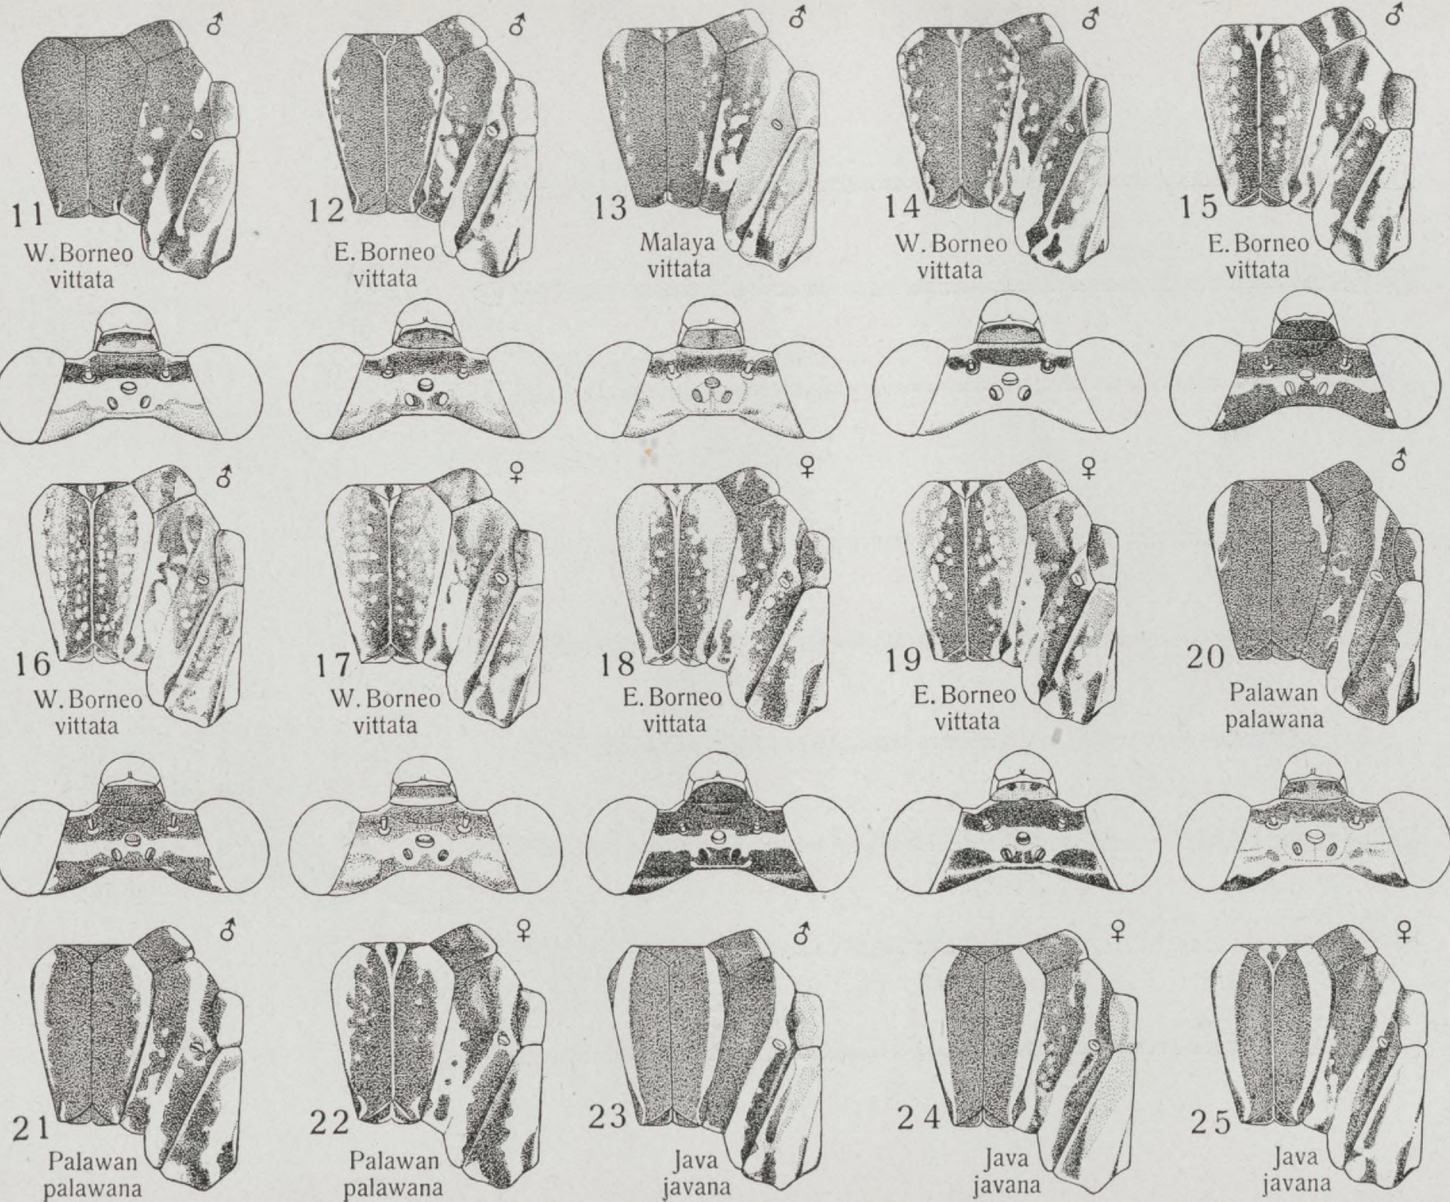 ♂ ♂ ♂ ♂ ♂
11 12 13 14 15
W. Borneo
vittata
E. Borneo
vittata
Malaya
vittata
W. Borneo
vittata
E. Borneo
vittata
♂ ♀ ♀ ♀ ♂
16 17 18 19 20
W. Borneo
vittata
W. Borneo
vittata
E. Borneo
vittata
E. Borneo
vittata
Palawan
palawana
♂ ♀ ♂ ♀ ♀
21 22 23 24 25
Palawan
palawana
Palawan
palawana
Java
javana
Java
javana
Java
javana